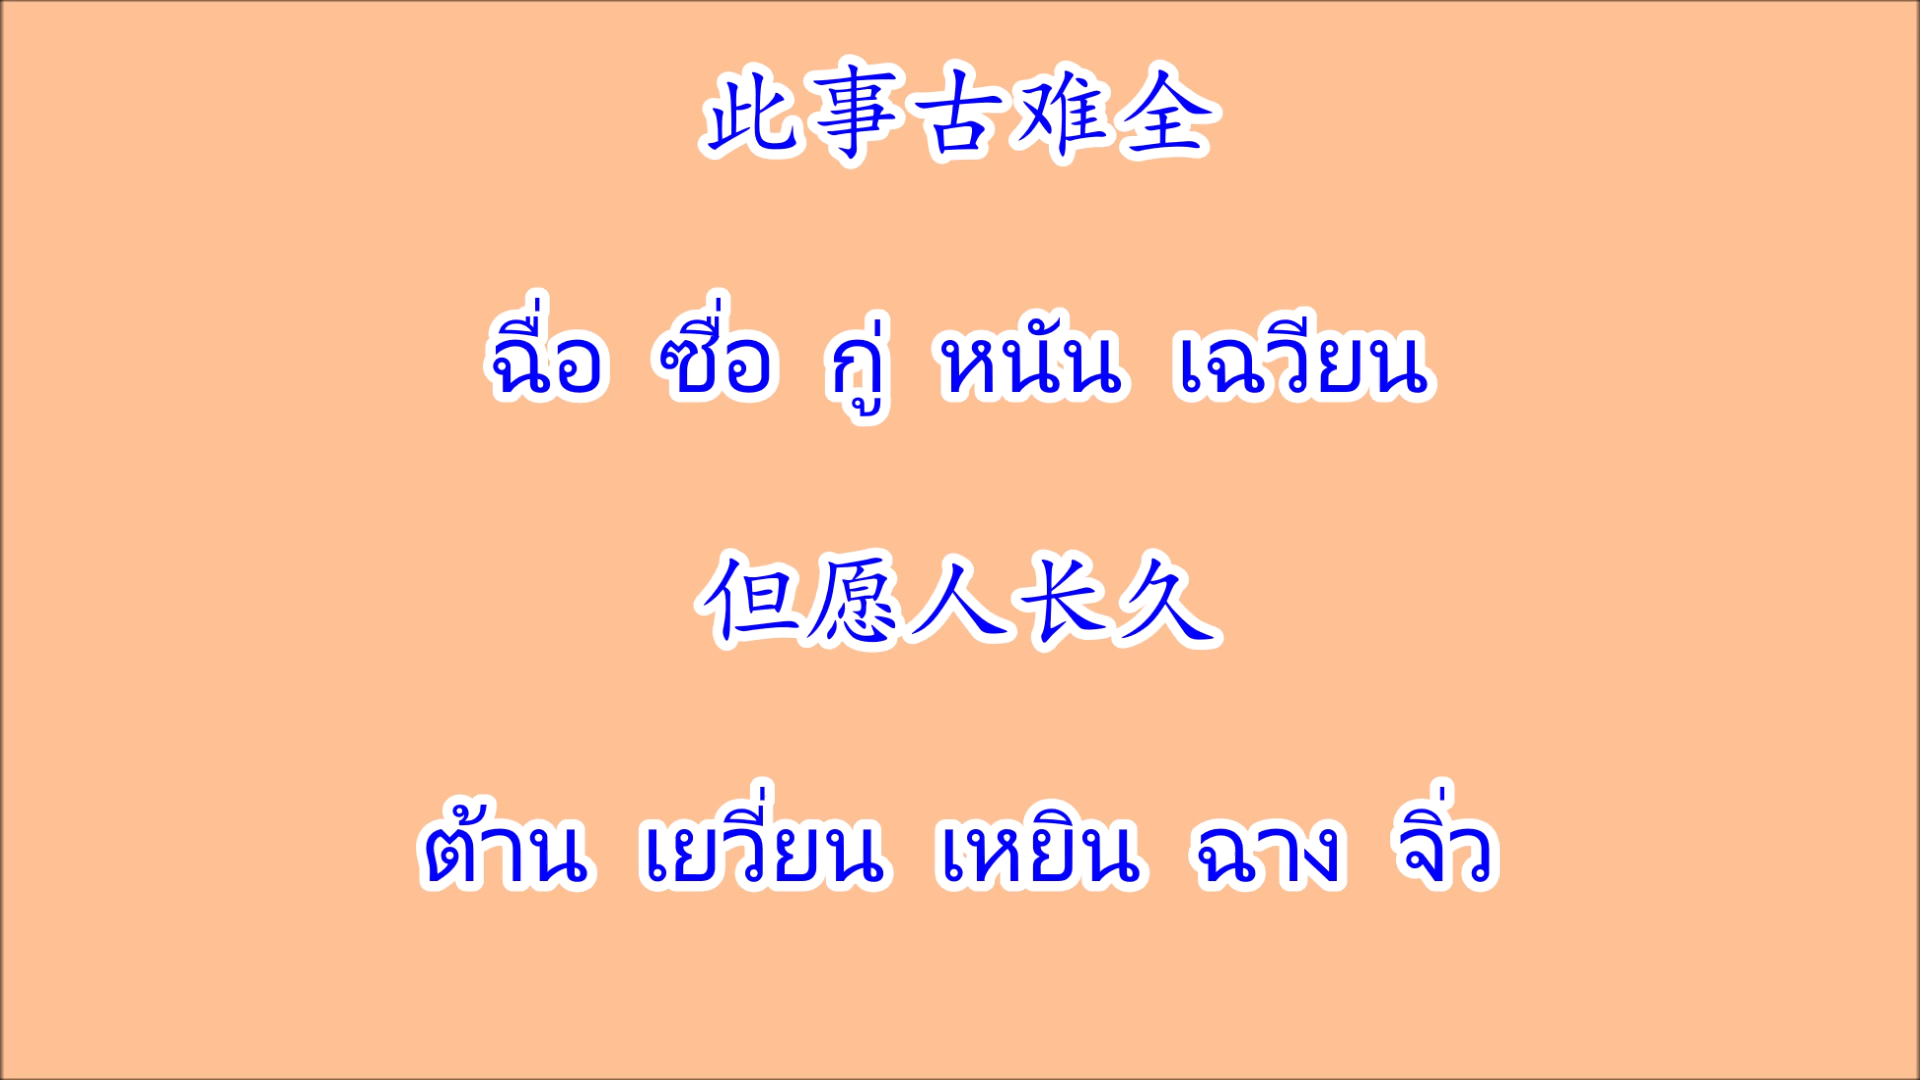 此事古难全
ฉื่อ ซื่อ กู่ หนัน เฉวียน
但愿人长久
ต้าน เยวี่ยน เหยิน ฉาง จิ่ว